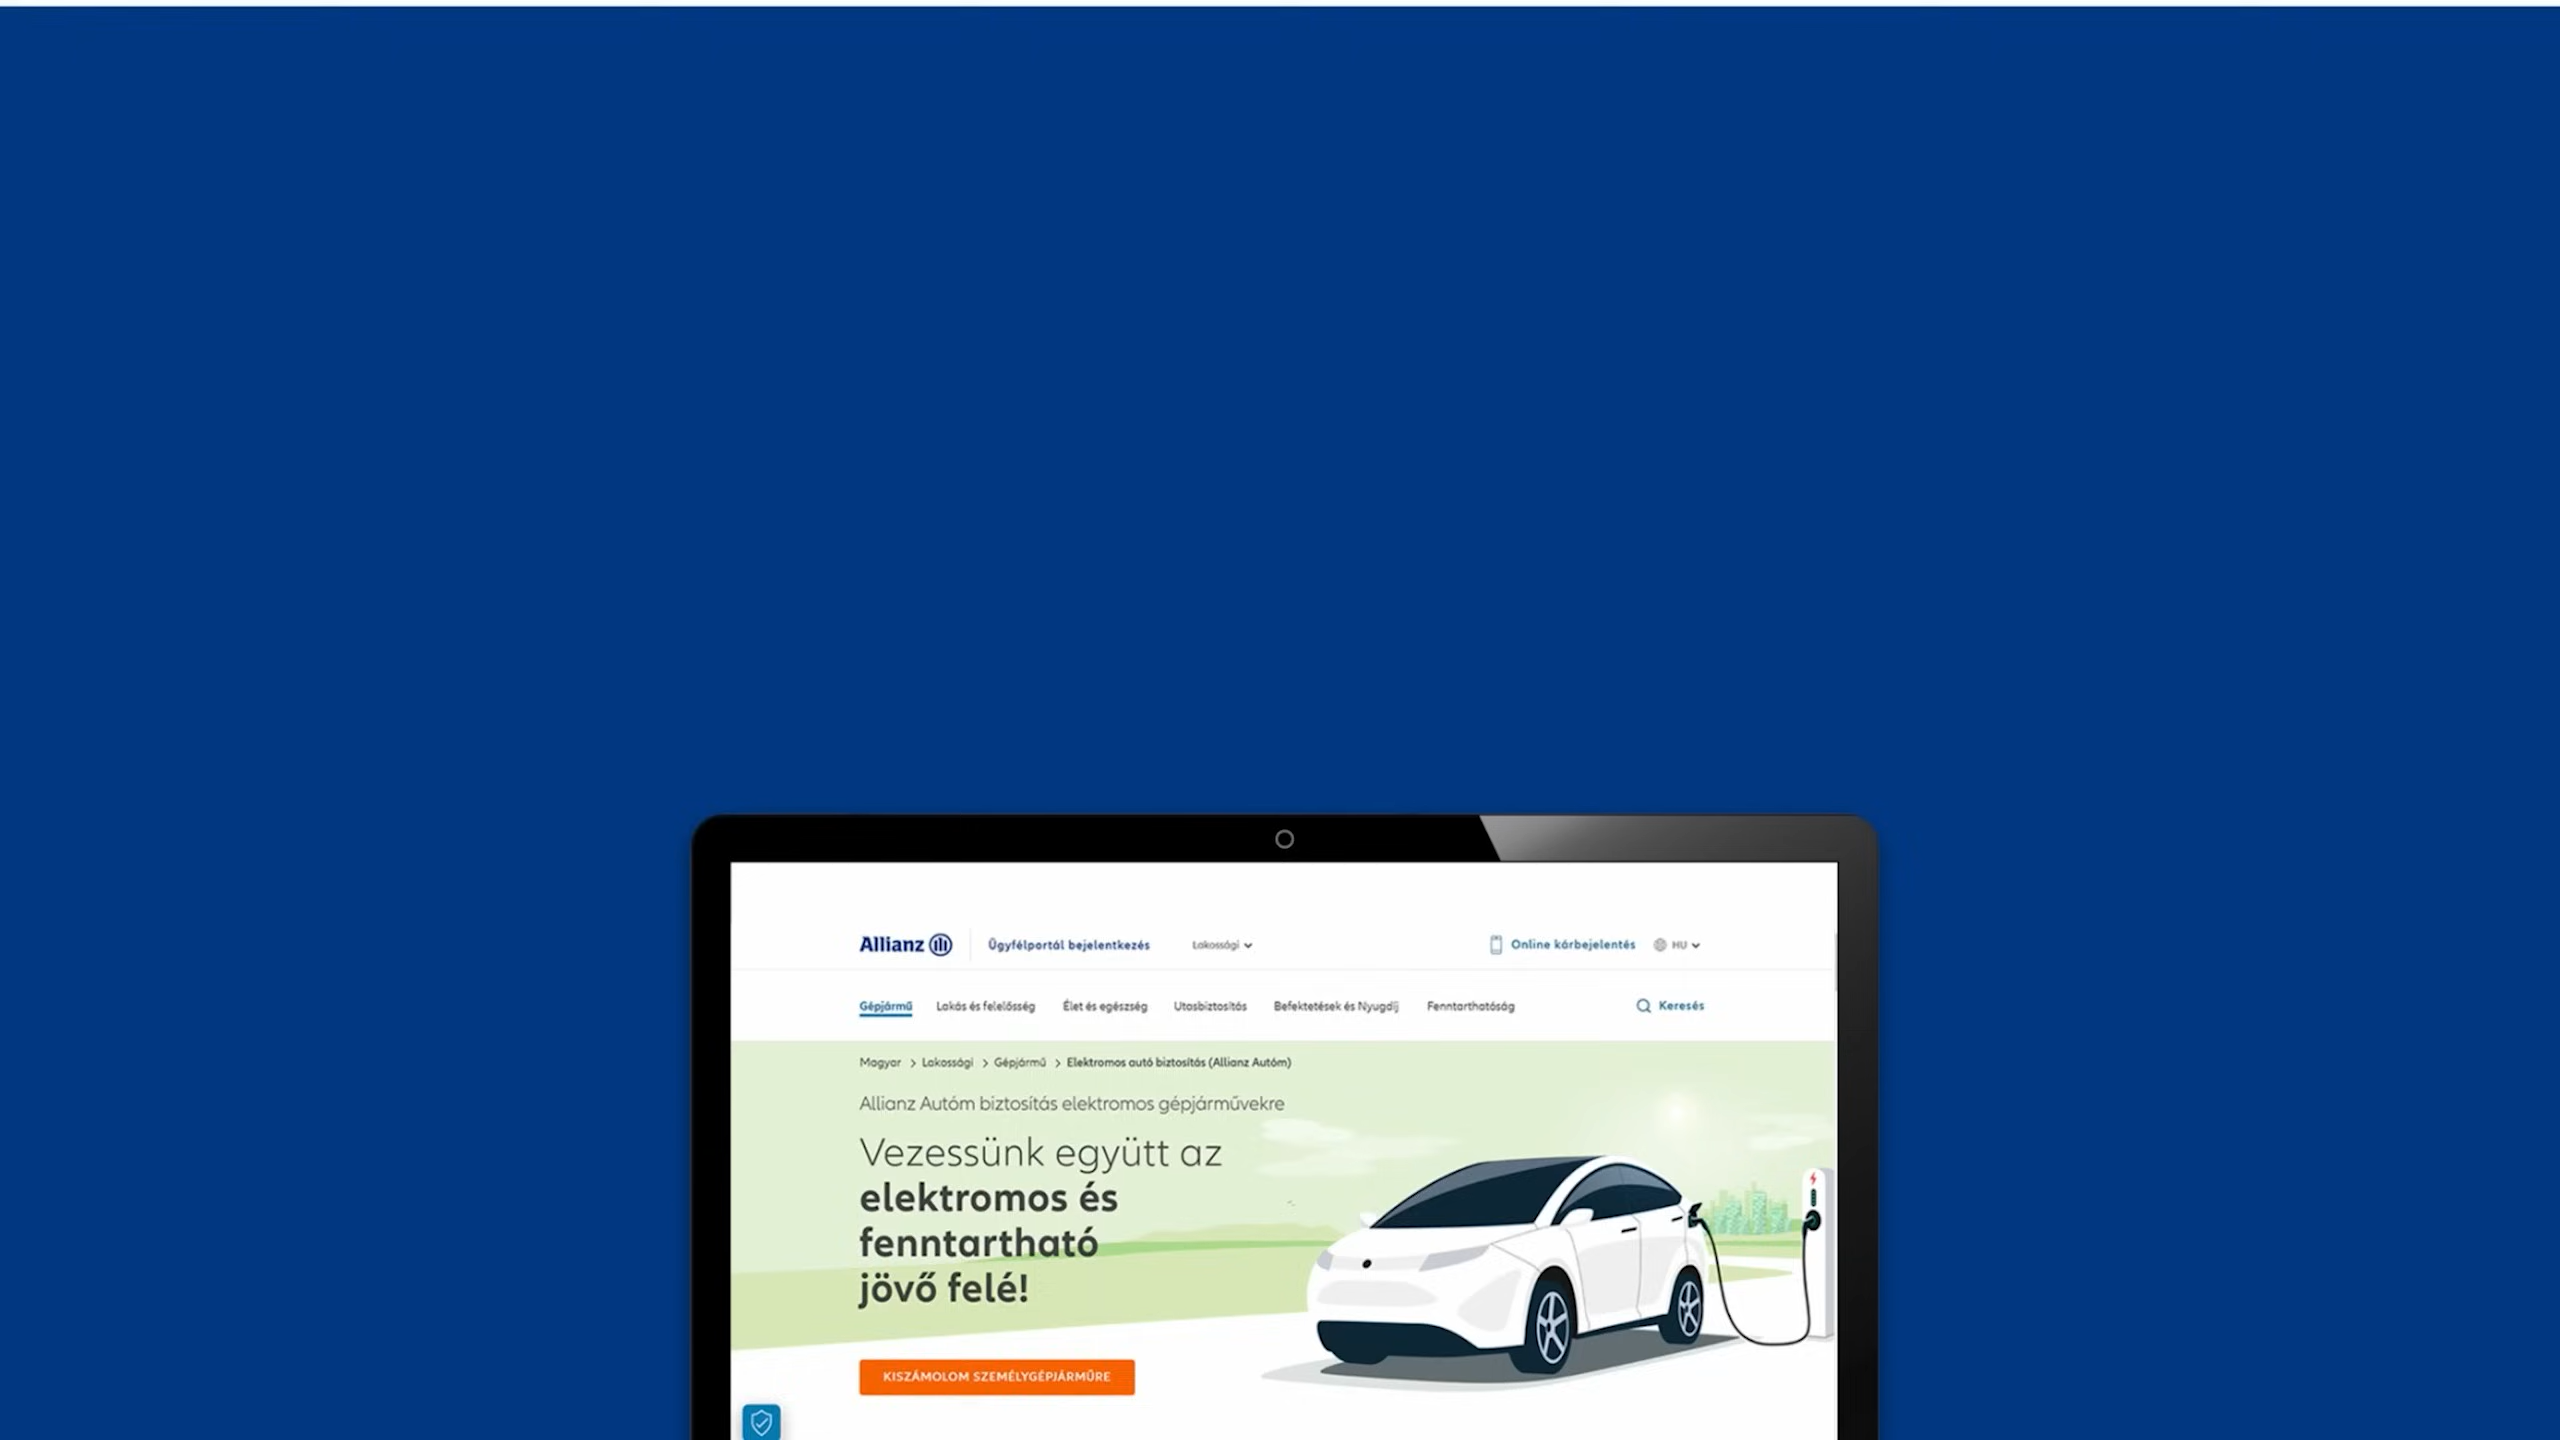 Allianz
Ügyfélportál bejelentkezés
Lakossági
Online kárbejelentés
HU
Gépjármű
Lakás és felelősség
Élet és egészség
Utasbiztosítás
Befektetések és Nyugdíj
Fenntarthatóság
Keresés
Magyar > Lakossági > Gépjármű > Elektromos autó biztosítás (Allianz Autóm)
Allianz Autóm biztosítás elektromos gépjárművekre
Vezessünk együtt az
elektromos és
fenntartható
jövő felé!
KISZÁMOLOM SZEMÉLYGÉPJÁRMŰRE